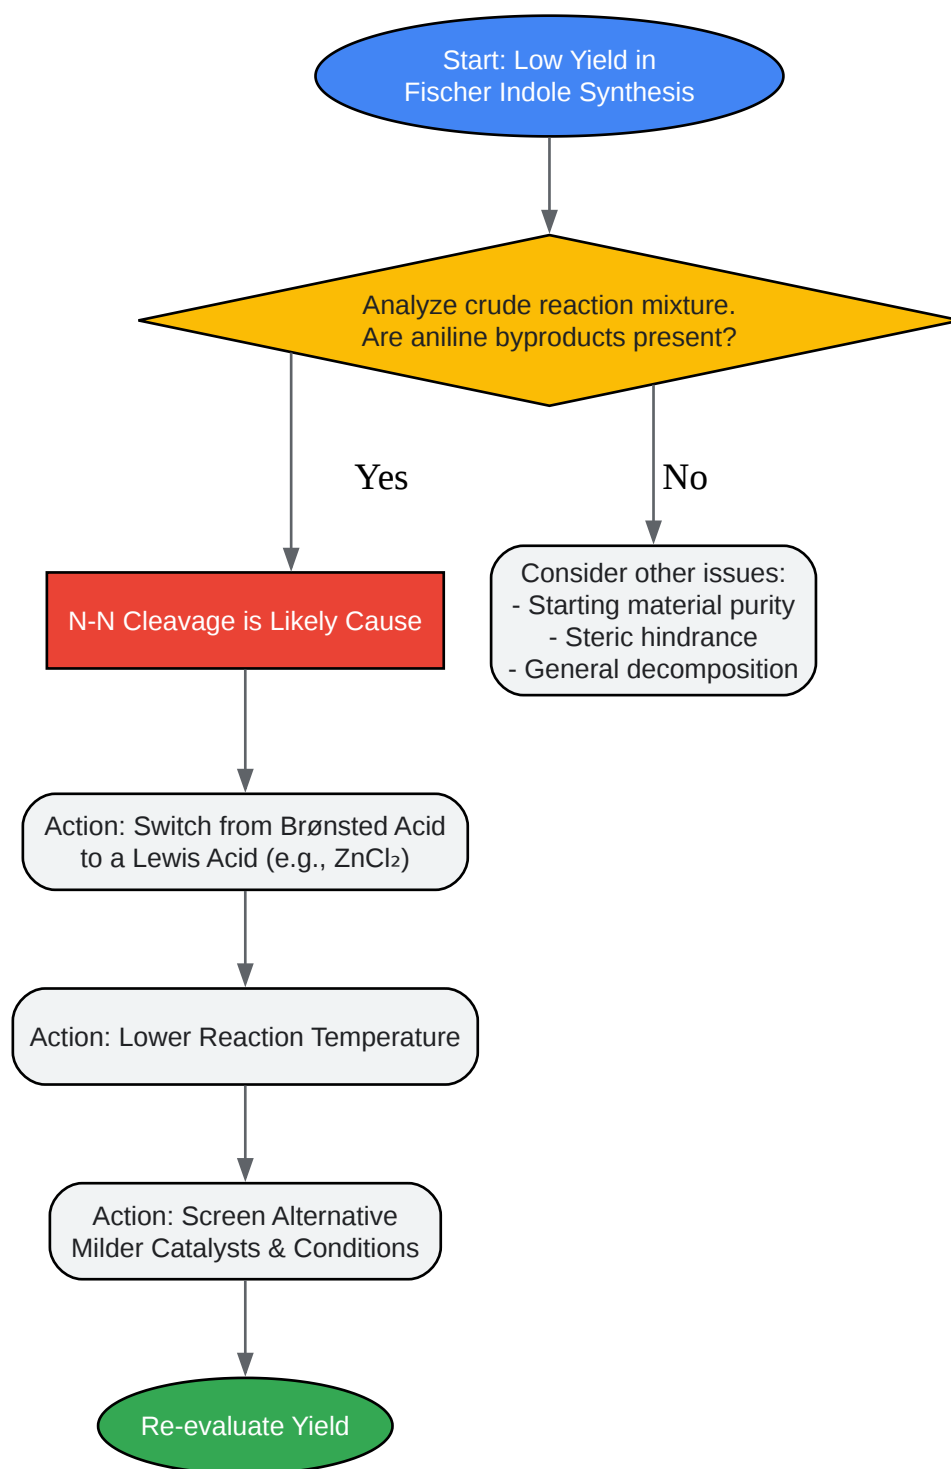 Start: Low Yield in
Fischer Indole Synthesis
Analyze crude reaction mixture.
Are aniline byproducts present?
Yes
No
Consider other issues:
- Starting material purity
- Steric hindrance
- General decomposition
N-N Cleavage is Likely Cause
Action: Switch from Brønsted Acid
to a Lewis Acid (e.g., ZnCl₂)
Action: Lower Reaction Temperature
Action: Screen Alternative
Milder Catalysts & Conditions
Re-evaluate Yield